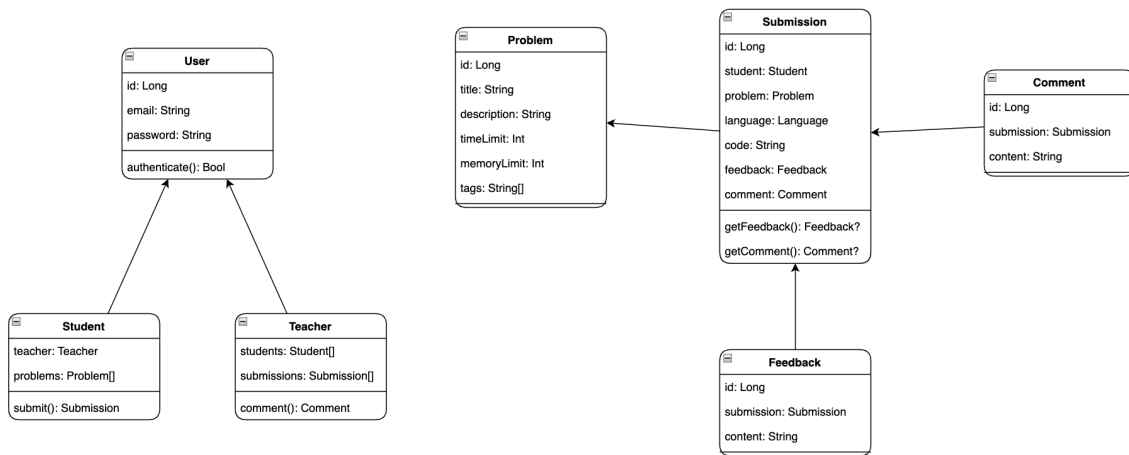 User
id: Long
email: String
password: String
authenticate(): Bool
Student
teacher: Teacher
problems: Problem[]
submit(): Submission
Teacher
students: Student[]
submissions: Submission[]
comment(): Comment
Problem
id: Long
title: String
description: String
timeLimit: Int
memoryLimit: Int
tags: String[]
Submission
id: Long
student: Student
problem: Problem
language: Language
code: String
feedback: Feedback
comment: Comment
getFeedback(): Feedback?
getComment(): Comment?
Comment
id: Long
submission: Submission
content: String
Feedback
id: Long
submission: Submission
content: String